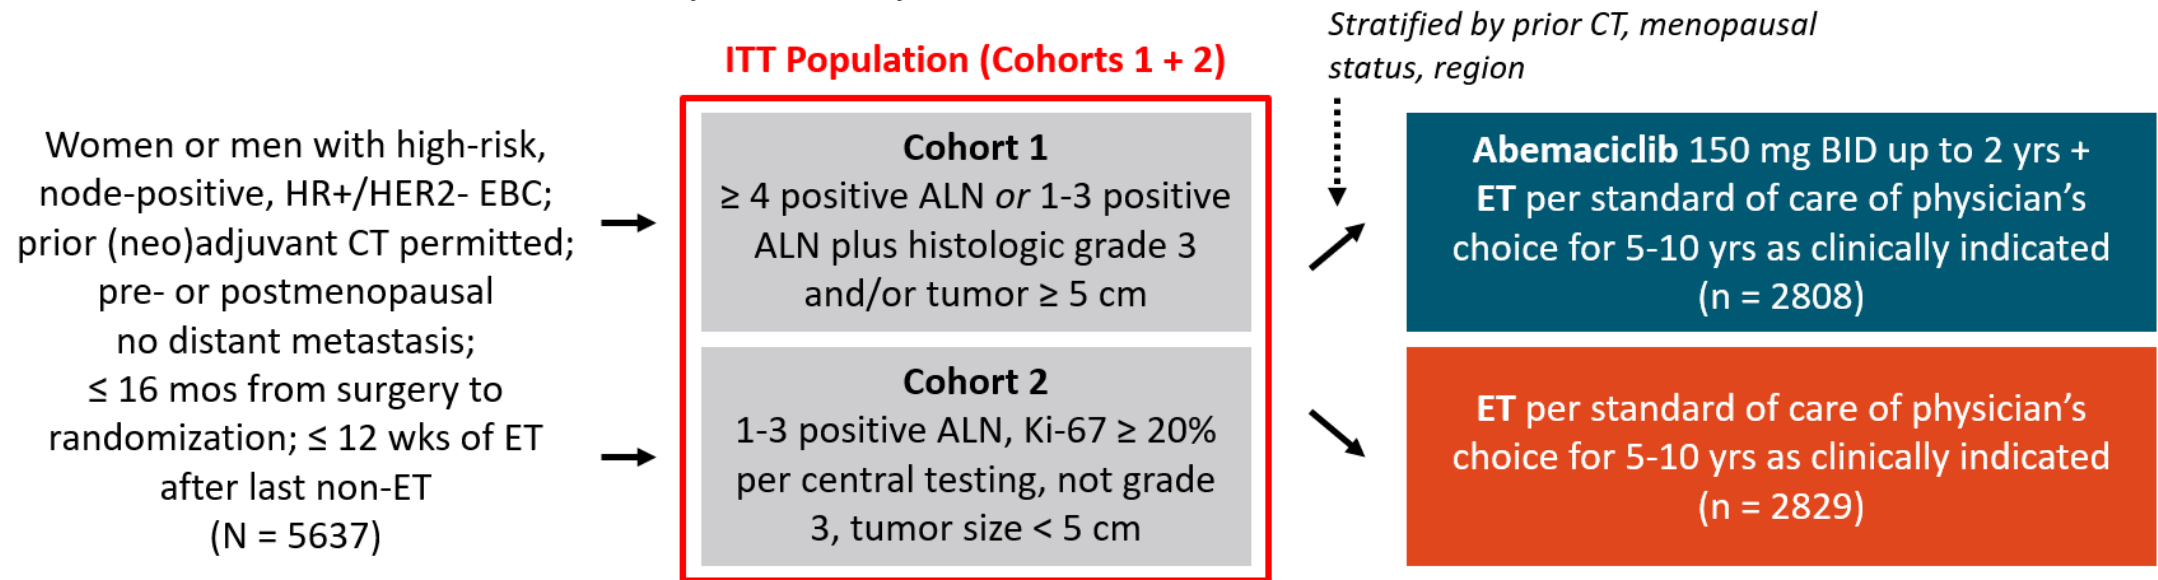 Women or men with high-risk,
node-positive, HR+/HER2- EBC;
prior (neo)adjuvant CT permitted;
pre- or postmenopausal
no distant metastasis;
≤ 16 mos from surgery to
randomization; ≤ 12 wks of ET
after last non-ET
(N = 5637)
ITT Population (Cohorts 1 + 2)
Cohort 1
≥ 4 positive ALN or 1-3 positive
ALN plus histologic grade 3
and/or tumor ≥ 5 cm
Cohort 2
1-3 positive ALN, Ki-67 ≥ 20%
per central testing, not grade
3, tumor size < 5 cm
Stratified by prior CT, menopausal
status, region
Abemaciclib 150 mg BID up to 2 yrs +
ET per standard of care of physician’s
choice for 5-10 yrs as clinically indicated
(n = 2808)
ET per standard of care of physician’s
choice for 5-10 yrs as clinically indicated
(n = 2829)